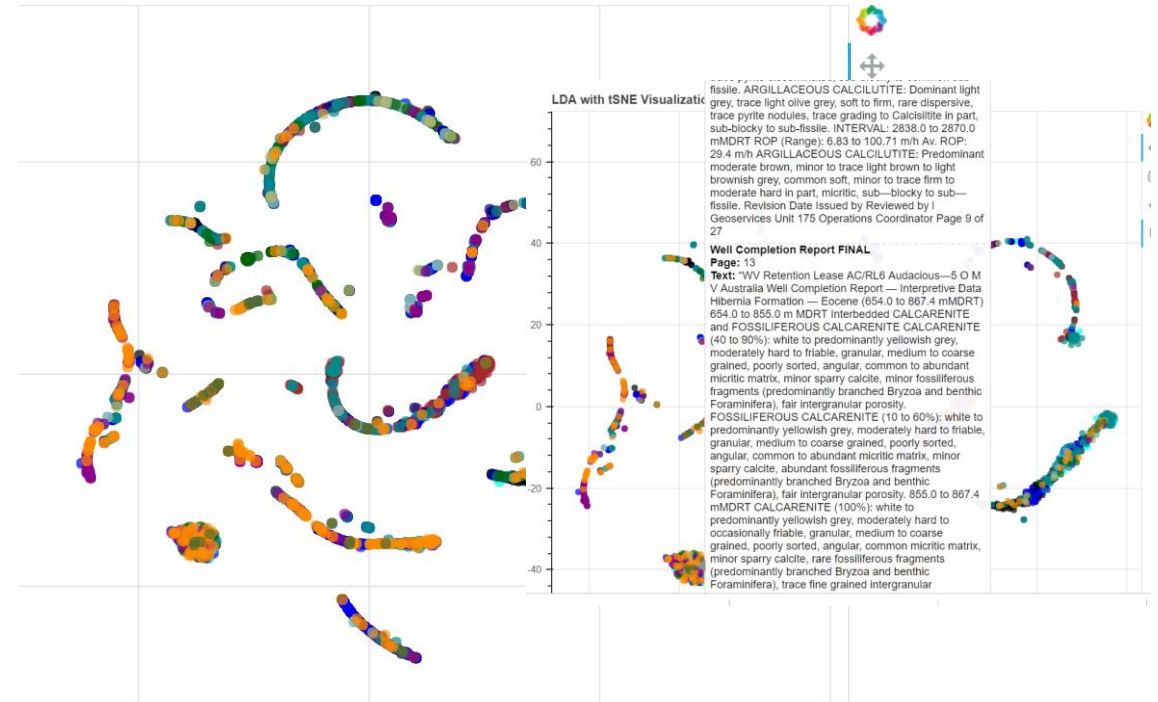 LDA with tSNE Visualizatio
60
40
20
0
-20
-40
fissile. ARGILLACEOUS CALCILUTITE: Dominant light
grey, trace light olive grey, soft to firm, rare dispersive,
trace pyrite nodules, trace grading to Calcisiltite in part,
sub-blocky to sub-fissile. INTERVAL: 2838.0 to 2870.0
mMDRT ROP (Range): 6.83 to 100.71 m/h Av. ROP:
29.4 m/h ARGILLACEOUS CALCILUTITE: Predominant
moderate brown, minor to trace light brown to light
brownish grey, common soft, minor to trace firm to
moderate hard in part, micritic, sub—blocky to sub—
fissile. Revision Date Issued by Reviewed by l
Geoservices Unit 175 Operations Coordinator Page 9 of
27
Well Completion Report FINAL
Page: 13
Text: "WV Retention Lease AC/RL6 Audacious—5 O M
V Australia Well Completion Report — Interpretive Data
Hibernia Formation — Eocene (654.0 to 867.4 mMDRT)
654.0 to 855.0 m MDRT Interbedded CALCARENITE
and FOSSILIFEROUS CALCARENITE CALCARENITE
(40 to 90%): white to predominantly yellowish grey,
moderately hard to friable, granular, medium to coarse
grained, poorly sorted, angular, common to abundant
micritic matrix, minor sparry calcite, minor fossiliferous
fragments (predominantly branched Bryzoa and benthic
Foraminifera), fair intergranular porosity.
FOSSILIFEROUS CALCARENITE (10 to 60%): white to
predominantly yellowish grey, moderately hard to friable,
granular, medium to coarse grained, poorly sorted,
angular, common to abundant micritic matrix, minor
sparry calcite, abundant fossiliferous fragments
(predominantly branched Bryzoa and benthic
Foraminifera), fair intergranular porosity. 855.0 to 867.4
mMDRT CALCARENITE (100%): white to
predominantly yellowish grey, moderately hard to
occasionally friable, granular, medium to coarse
grained, poorly sorted, angular, common micritic matrix,
minor sparry calcite, rare fossiliferous fragments
(predominantly branched Bryzoa and benthic
Foraminifera), trace fine grained intergranular